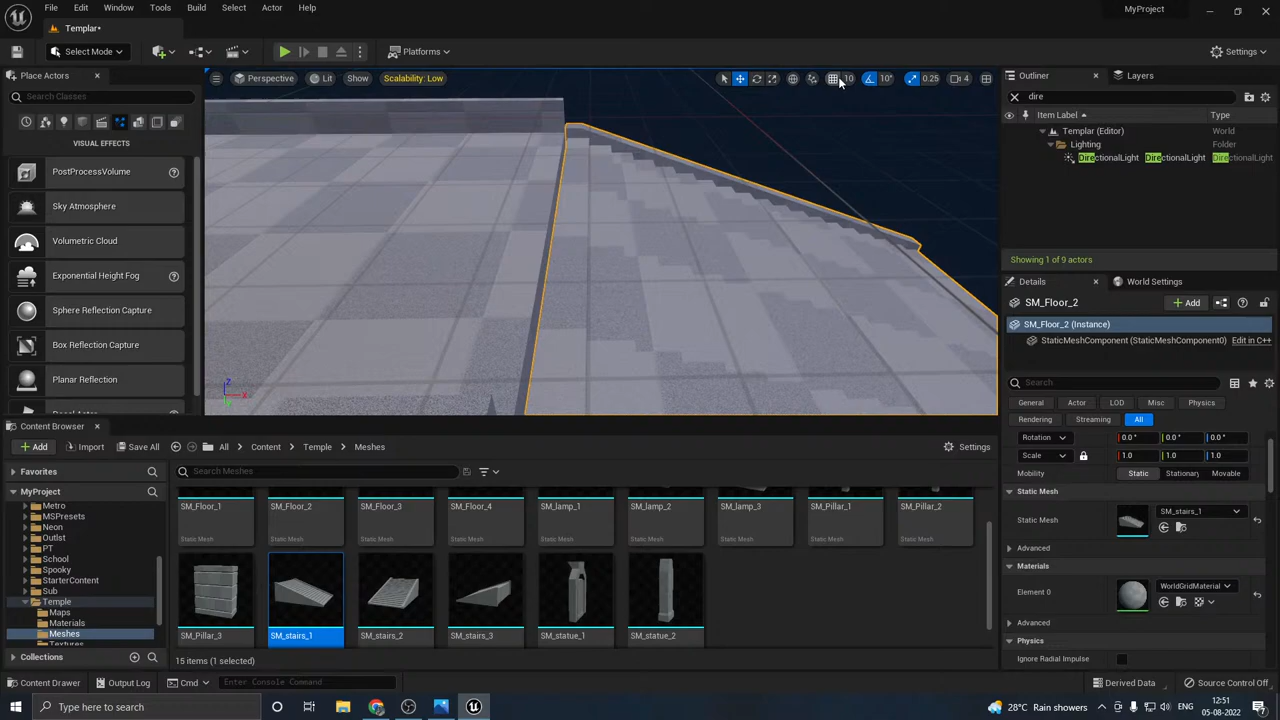 File Edit Window Tools Build Select Actor Help
MyProject
Templar*
Select Mode
Platforms
Settings
Place Actors
Search Classes
VISUAL EFFECTS
PostProcessVolume
Sky Atmosphere
Volumetric Cloud
Exponential Height Fog
Sphere Reflection Capture
Box Reflection Capture
Planar Reflection
Perspective Lit Show Scalability: Low
10 10° 0.25 4
Z
X
Outliner Layers
dire
Item Label Type
Templar (Editor) World
Lighting Folder
DirectionalLight DirectionalLight DirectionalLight
Showing 1 of 9 actors
Details World Settings
SM_Floor_2 Add
SM_Floor_2 (Instance)
StaticMeshComponent (StaticMeshComponent0) Edit in C++
Search
General Actor LOD Misc Physics
Rendering Streaming All
Rotation 0.0° 0.0° 0.0°
Scale 1.0 1.0 1.0
Mobility Static Stationary Movable
Static Mesh
Static Mesh SM_stairs_1
Advanced
Materials
Element 0 WorldGridMaterial
Advanced
Physics
Ignore Radial Impulse
Content Browser
Add Import Save All All Content Temple Meshes Settings
Favorites
MyProject
Metro
MSPresets
Neon
Outlst
PT
School
Spooky
StarterContent
Sub
Temple
Maps
Materials
Meshes
Textures
Collections
Search Meshes
SM_Floor_1 SM_Floor_2 SM_Floor_3 SM_Floor_4 SM_lamp_1 SM_lamp_2 SM_lamp_3 SM_Pillar_1 SM_Pillar_2
Static Mesh Static Mesh Static Mesh Static Mesh Static Mesh Static Mesh Static Mesh Static Mesh Static Mesh
SM_Pillar_3 SM_stairs_1 SM_stairs_2 SM_stairs_3 SM_statue_1 SM_statue_2
15 items (1 selected)
Content Drawer Output Log Cmd Enter Console Command Derived Data Source Control Off
Type here to search
28°C Rain showers
ENG
12:51
05-08-2022